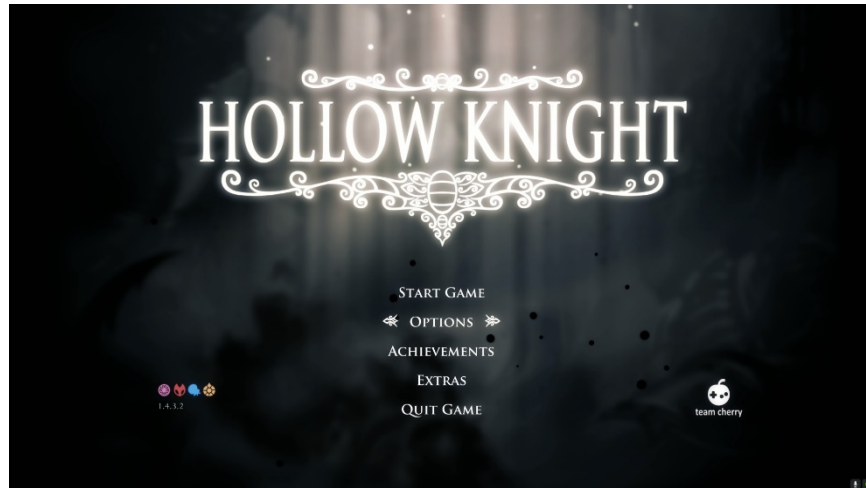 HOLLOW KNIGHT
START GAME
OPTIONS
ACHIEVEMENTS
EXTRAS
QUIT GAME
1.4.3.2
team cherry